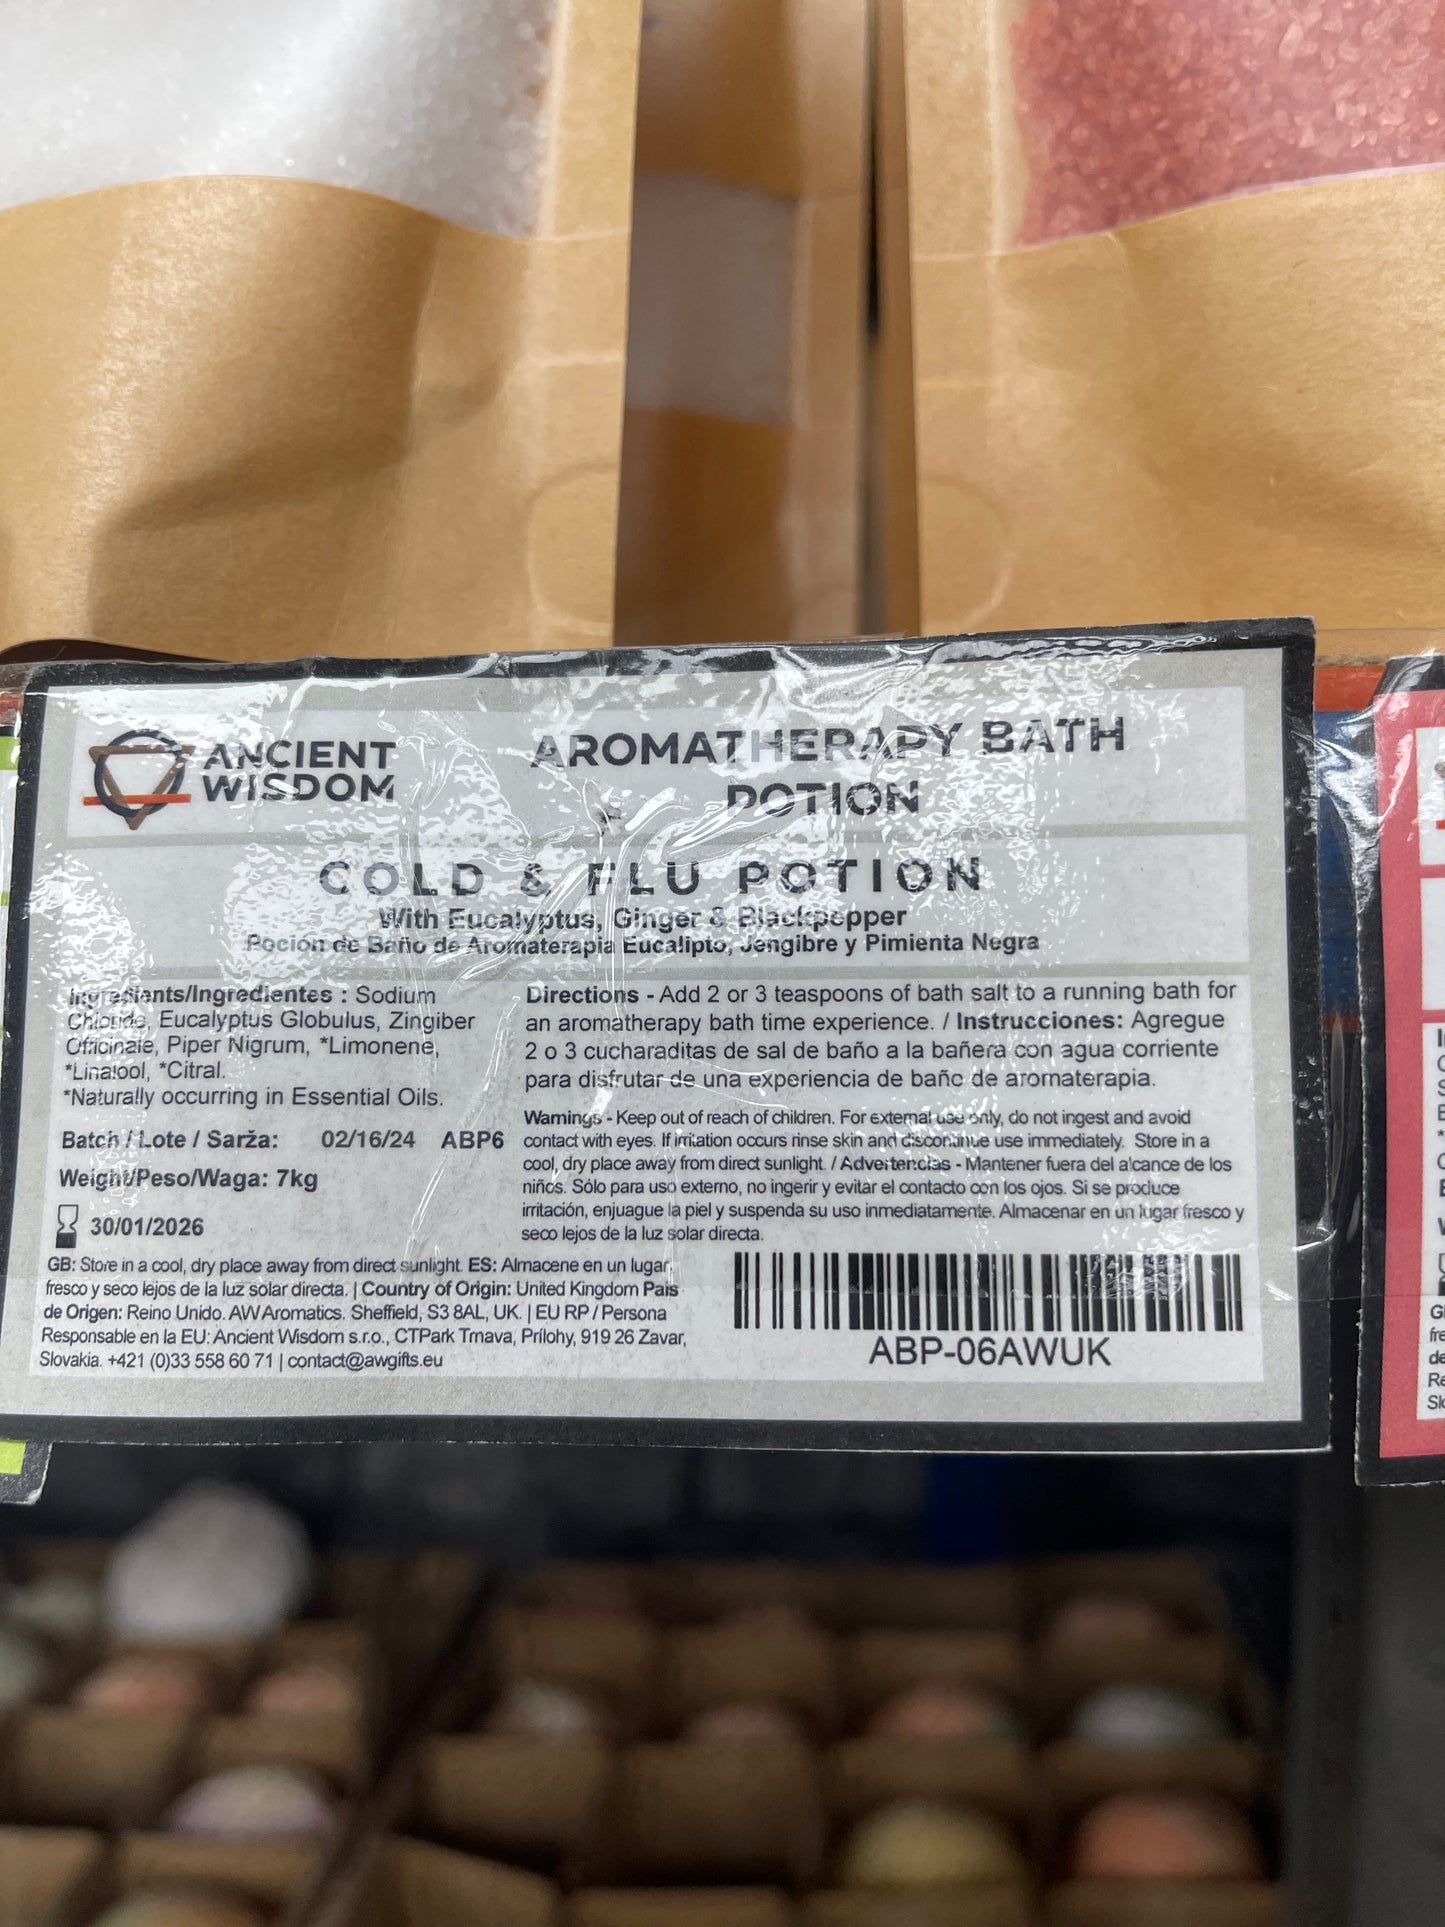 ANCIENT
WISDOM
AROMATHERAPY BATH
POTION
COLD & FLU POTION
With Eucalyptus, Ginger & Blackpepper
Poción de Baño de Aromaterapia Eucalipto, Jengibre y Pimienta Negra
Ingredients/Ingredientes : Sodium
Chloride, Eucalyptus Globulus, Zingiber
Officinale, Piper Nigrum, *Limonene,
*Linalool, *Citral.
*Naturally occurring in Essential Oils.
Batch / Lote / Sarža: 02/16/24 ABP6
Weight/Peso/Waga: 7kg
30/01/2026
Directions - Add 2 or 3 teaspoons of bath salt to a running bath for
an aromatherapy bath time experience. / Instrucciones: Agregue
2 o 3 cucharaditas de sal de baño a la bañera con agua corriente
para disfrutar de una experiencia de baño de aromaterapia.
Warnings - Keep out of reach of children. For external use only, do not ingest and avoid
contact with eyes. If irritation occurs rinse skin and discontinue use immediately. Store in a
cool, dry place away from direct sunlight. / Advertencias - Mantener fuera del alcance de los
niños. Sólo para uso externo, no ingerir y evitar el contacto con los ojos. Si se produce
irritación, enjuague la piel y suspenda su uso inmediatamente. Almacenar en un lugar fresco y
seco lejos de la luz solar directa.
GB: Store in a cool, dry place away from direct sunlight. ES: Almacene en un lugar
fresco y seco lejos de la luz solar directa. | Country of Origin: United Kingdom País
de Origen: Reino Unido. AW Aromatics. Sheffield, S3 8AL, UK. | EU RP / Persona
Responsable en la EU: Ancient Wisdom s.r.o., CTPark Trnava, Prílohy, 919 26 Zavar,
Slovakia. +421 (0)33 558 60 71 | contact@awgifts.eu
ABP-06AWUK